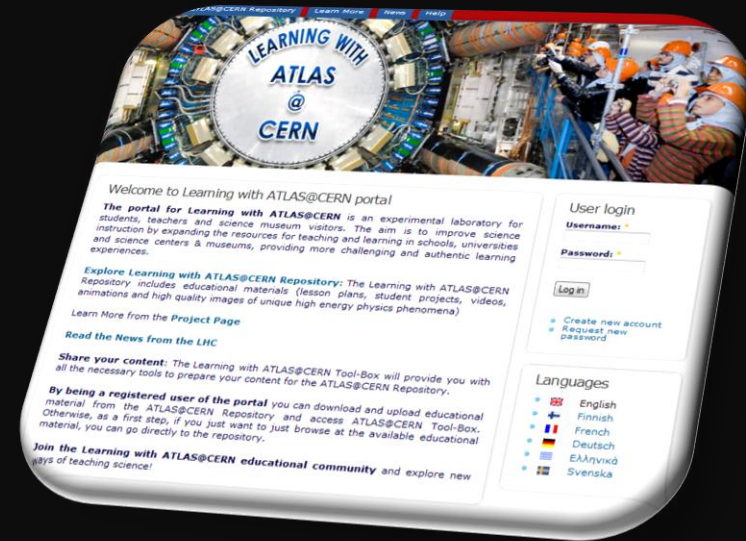 ATLAS@CERN Repository Learn More News Help
LEARNING WITH
ATLAS
@
CERN
Welcome to Learning with ATLAS@CERN portal
The portal for Learning with ATLAS@CERN is an experimental laboratory for
students, teachers and science museum visitors. The aim is to improve science
instruction by expanding the resources for teaching and learning in schools, universities
and science centers & museums, providing more challenging and authentic learning
experiences.
Explore Learning with ATLAS@CERN Repository: The Learning with ATLAS@CERN
Repository includes educational materials (lesson plans, student projects, videos,
animations and high quality images of unique high energy physics phenomena)
Learn More from the Project Page
Read the News from the LHC
Share your content: The Learning with ATLAS@CERN Tool-Box will provide you with
all the necessary tools to prepare your content for the ATLAS@CERN Repository.
By being a registered user of the portal you can download and upload educational
material from the ATLAS@CERN Repository and access ATLAS@CERN Tool-Box.
Otherwise, as a first step, if you just want to just browse at the available educational
material, you can go directly to the repository.
Join the Learning with ATLAS@CERN educational community and explore new
ways of teaching science!
User login
Username: *
Password: *
Log in
Create new account
Request new
password
Languages
English
Finnish
French
Deutsch
Ελληνικά
Svenska